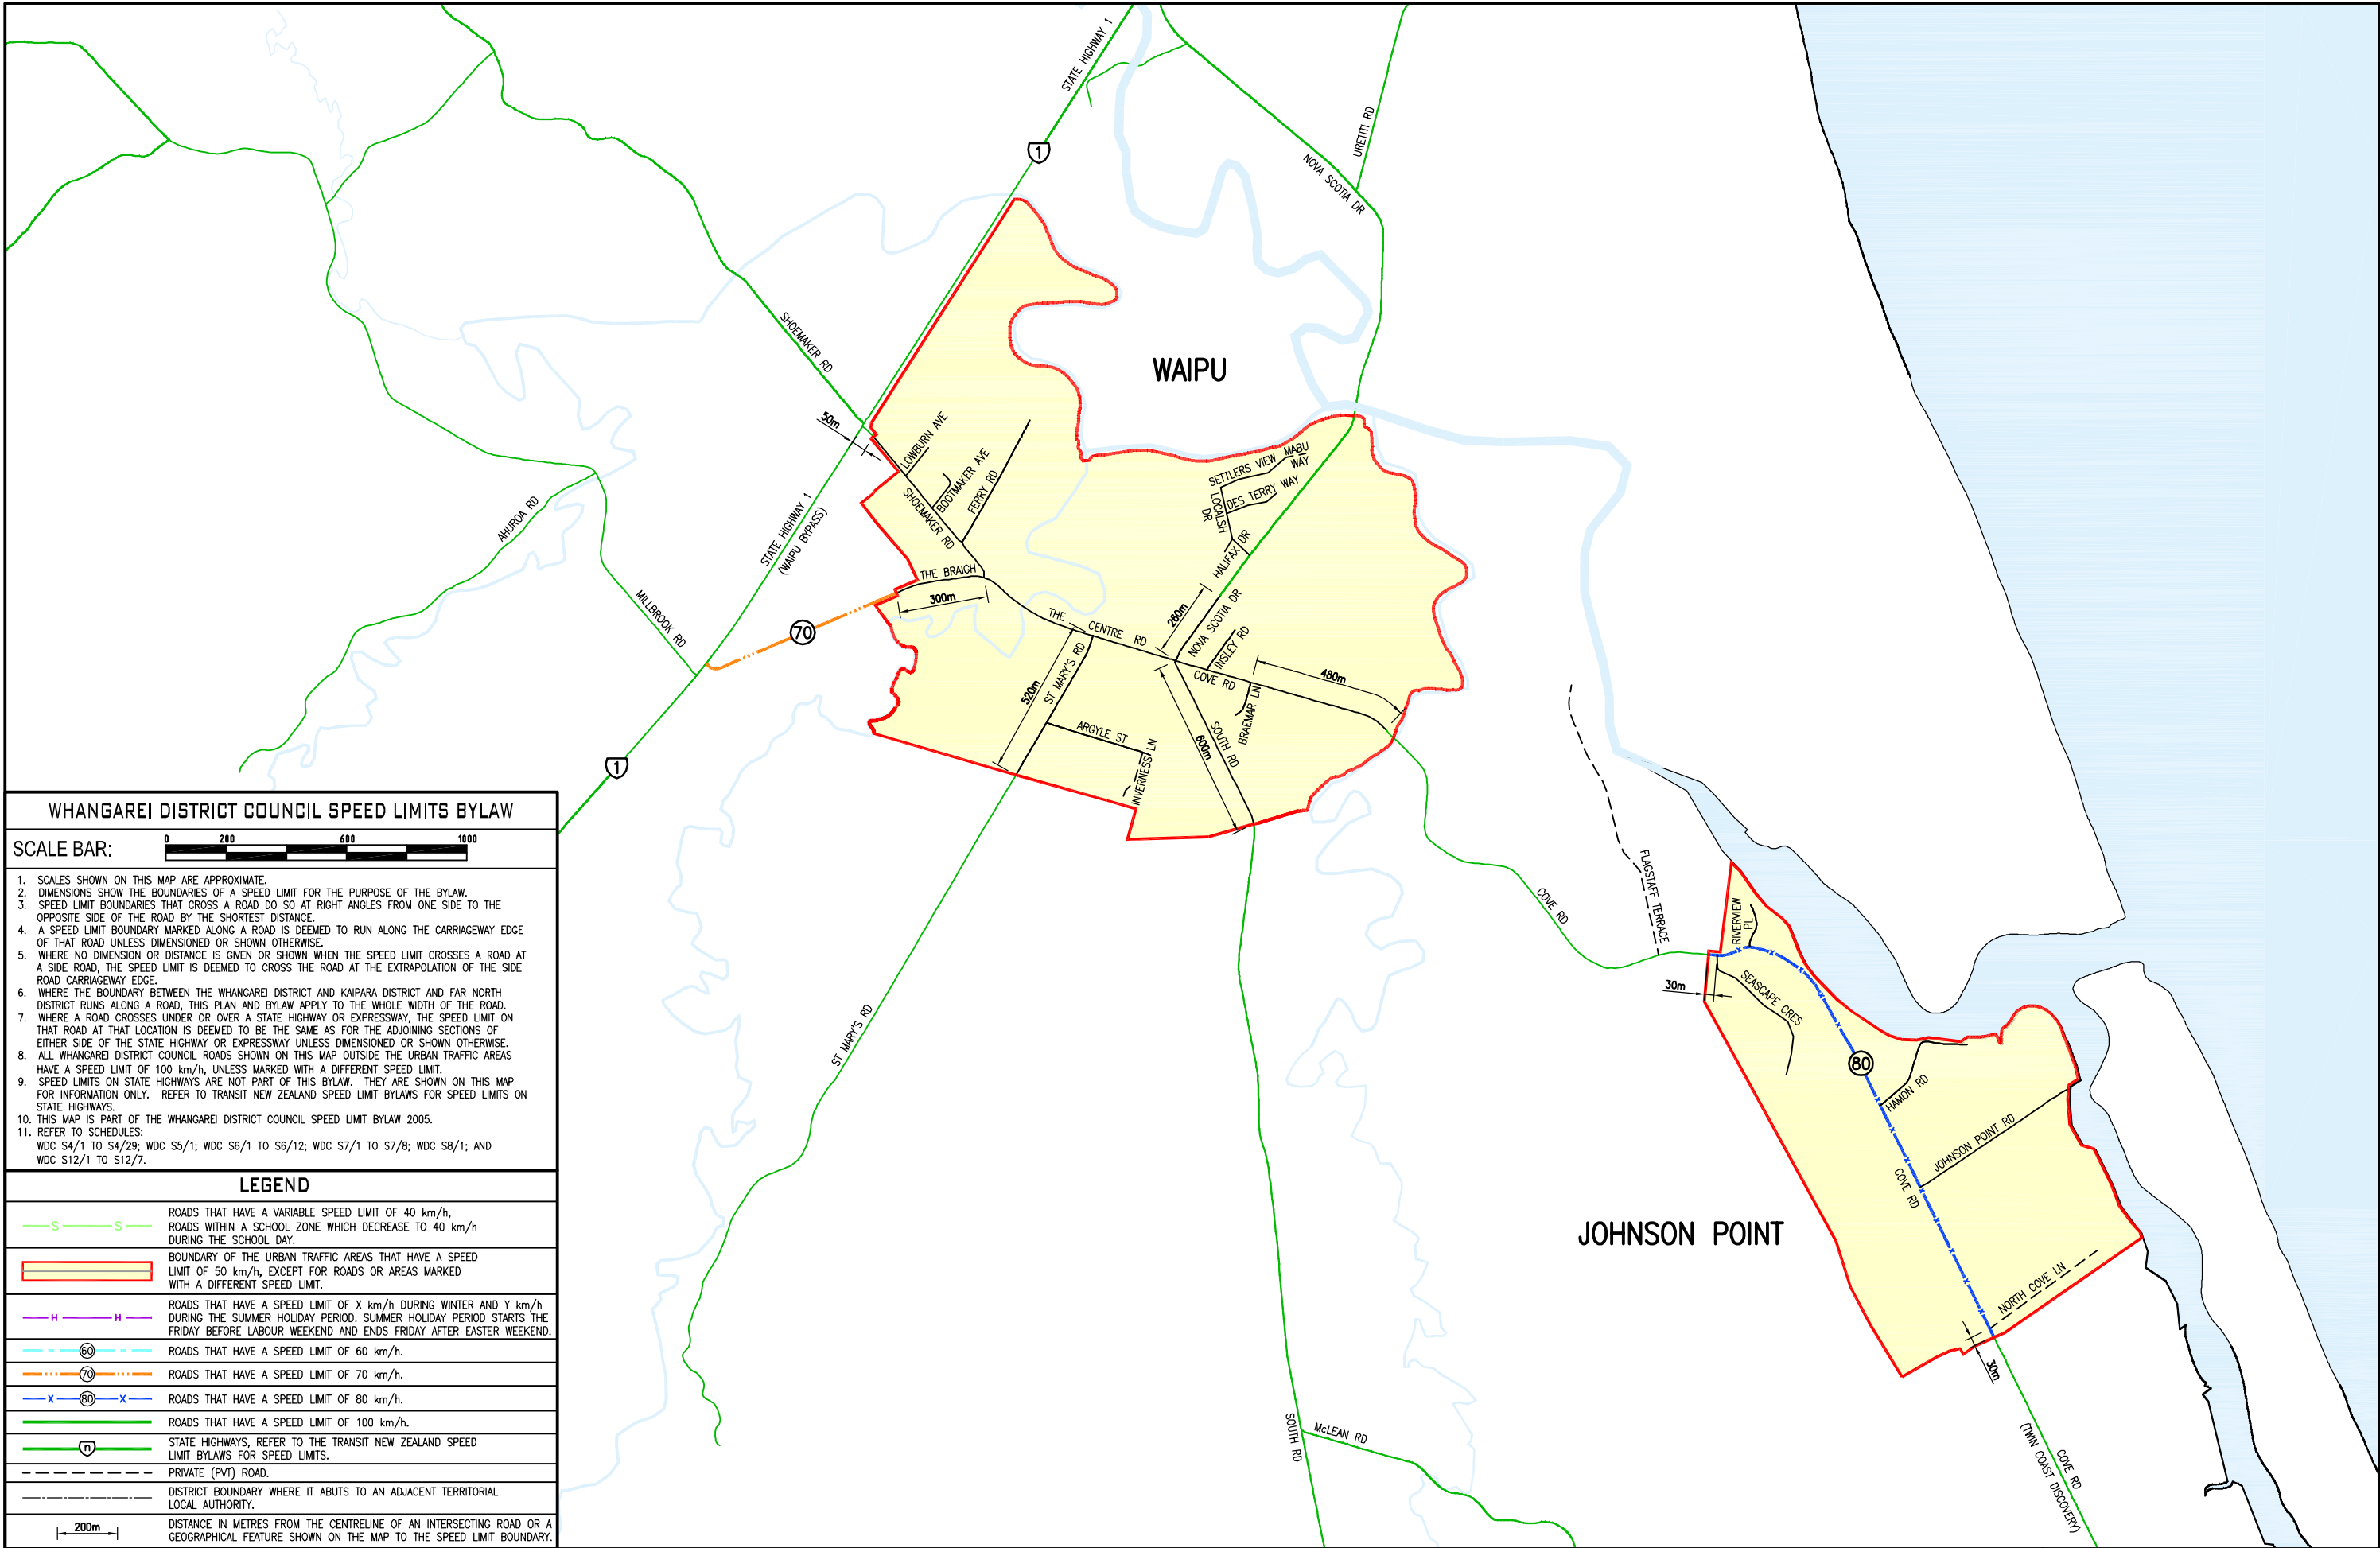 STATE HIGHWAY 1
1
URETITI RD
NOVA SCOTIA DR
SHOEMAKER RD
WAIPU
50m
LOWBURN AVE
BOOTMAKER AVE
FERRY RD
SHOEMAKER RD
SETTLERS VIEW
MABU
WAY
DES TERRY WAY
LOCALSH
DR
HALIFAX DR
AHUROA RD
STATE HIGHWAY 1
(WAIPU BYPASS)
THE BRAIGH
300m
MILLBROOK RD
70
THE CENTRE RD
260m
NOVA SCOTIA DR
INSLEY RD
COVE RD
480m
520m
ST MARY'S RD
BRAEMAR LN
SOUTH RD
600m
ARGYLE ST
INVERNESS LN
1
FLAGSTAFF TERRACE
COVE RD
RIVERVIEW
PL
30m
SEASCAPE CRES
ST MARY'S RD
80
HAMON RD
JOHNSON POINT RD
COVE RD
JOHNSON POINT
NORTH COVE LN
30m
SOUTH RD
McLEAN RD
COVE RD
(TWIN COAST DISCOVERY)
WHANGAREI DISTRICT COUNCIL SPEED LIMITS BYLAW
SCALE BAR:
0 200 600 1000
1. SCALES SHOWN ON THIS MAP ARE APPROXIMATE.
2. DIMENSIONS SHOW THE BOUNDARIES OF A SPEED LIMIT FOR THE PURPOSE OF THE BYLAW.
3. SPEED LIMIT BOUNDARIES THAT CROSS A ROAD DO SO AT RIGHT ANGLES FROM ONE SIDE TO THE
OPPOSITE SIDE OF THE ROAD BY THE SHORTEST DISTANCE.
4. A SPEED LIMIT BOUNDARY MARKED ALONG A ROAD IS DEEMED TO RUN ALONG THE CARRIAGEWAY EDGE
OF THAT ROAD UNLESS DIMENSIONED OR SHOWN OTHERWISE.
5. WHERE NO DIMENSION OR DISTANCE IS GIVEN OR SHOWN WHEN THE SPEED LIMIT CROSSES A ROAD AT
A SIDE ROAD, THE SPEED LIMIT IS DEEMED TO CROSS THE ROAD AT THE EXTRAPOLATION OF THE SIDE
ROAD CARRIAGEWAY EDGE.
6. WHERE THE BOUNDARY BETWEEN THE WHANGAREI DISTRICT AND KAIPARA DISTRICT AND FAR NORTH
DISTRICT RUNS ALONG A ROAD, THIS PLAN AND BYLAW APPLY TO THE WHOLE WIDTH OF THE ROAD.
7. WHERE A ROAD CROSSES UNDER OR OVER A STATE HIGHWAY OR EXPRESSWAY, THE SPEED LIMIT ON
THAT ROAD AT THAT LOCATION IS DEEMED TO BE THE SAME AS FOR THE ADJOINING SECTIONS OF
EITHER SIDE OF THE STATE HIGHWAY OR EXPRESSWAY UNLESS DIMENSIONED OR SHOWN OTHERWISE.
8. ALL WHANGAREI DISTRICT COUNCIL ROADS SHOWN ON THIS MAP OUTSIDE THE URBAN TRAFFIC AREAS
HAVE A SPEED LIMIT OF 100 km/h, UNLESS MARKED WITH A DIFFERENT SPEED LIMIT.
9. SPEED LIMITS ON STATE HIGHWAYS ARE NOT PART OF THIS BYLAW. THEY ARE SHOWN ON THIS MAP
FOR INFORMATION ONLY. REFER TO TRANSIT NEW ZEALAND SPEED LIMIT BYLAWS FOR SPEED LIMITS ON
STATE HIGHWAYS.
10. THIS MAP IS PART OF THE WHANGAREI DISTRICT COUNCIL SPEED LIMIT BYLAW 2005.
11. REFER TO SCHEDULES:
WDC S4/1 TO S4/29; WDC S5/1; WDC S6/1 TO S6/12; WDC S7/1 TO S7/8; WDC S8/1; AND
WDC S12/1 TO S12/7.
LEGEND
S S ROADS THAT HAVE A VARIABLE SPEED LIMIT OF 40 km/h,
ROADS WITHIN A SCHOOL ZONE WHICH DECREASE TO 40 km/h
DURING THE SCHOOL DAY.
BOUNDARY OF THE URBAN TRAFFIC AREAS THAT HAVE A SPEED
LIMIT OF 50 km/h, EXCEPT FOR ROADS OR AREAS MARKED
WITH A DIFFERENT SPEED LIMIT.
H H ROADS THAT HAVE A SPEED LIMIT OF X km/h DURING WINTER AND Y km/h
DURING THE SUMMER HOLIDAY PERIOD. SUMMER HOLIDAY PERIOD STARTS THE
FRIDAY BEFORE LABOUR WEEKEND AND ENDS FRIDAY AFTER EASTER WEEKEND.
60 ROADS THAT HAVE A SPEED LIMIT OF 60 km/h.
70 ROADS THAT HAVE A SPEED LIMIT OF 70 km/h.
X 80 X ROADS THAT HAVE A SPEED LIMIT OF 80 km/h.
ROADS THAT HAVE A SPEED LIMIT OF 100 km/h.
n STATE HIGHWAYS, REFER TO THE TRANSIT NEW ZEALAND SPEED
LIMIT BYLAWS FOR SPEED LIMITS.
PRIVATE (PVT) ROAD.
DISTRICT BOUNDARY WHERE IT ABUTS TO AN ADJACENT TERRITORIAL
LOCAL AUTHORITY.
200m DISTANCE IN METRES FROM THE CENTRELINE OF AN INTERSECTING ROAD OR A
GEOGRAPHICAL FEATURE SHOWN ON THE MAP TO THE SPEED LIMIT BOUNDARY.